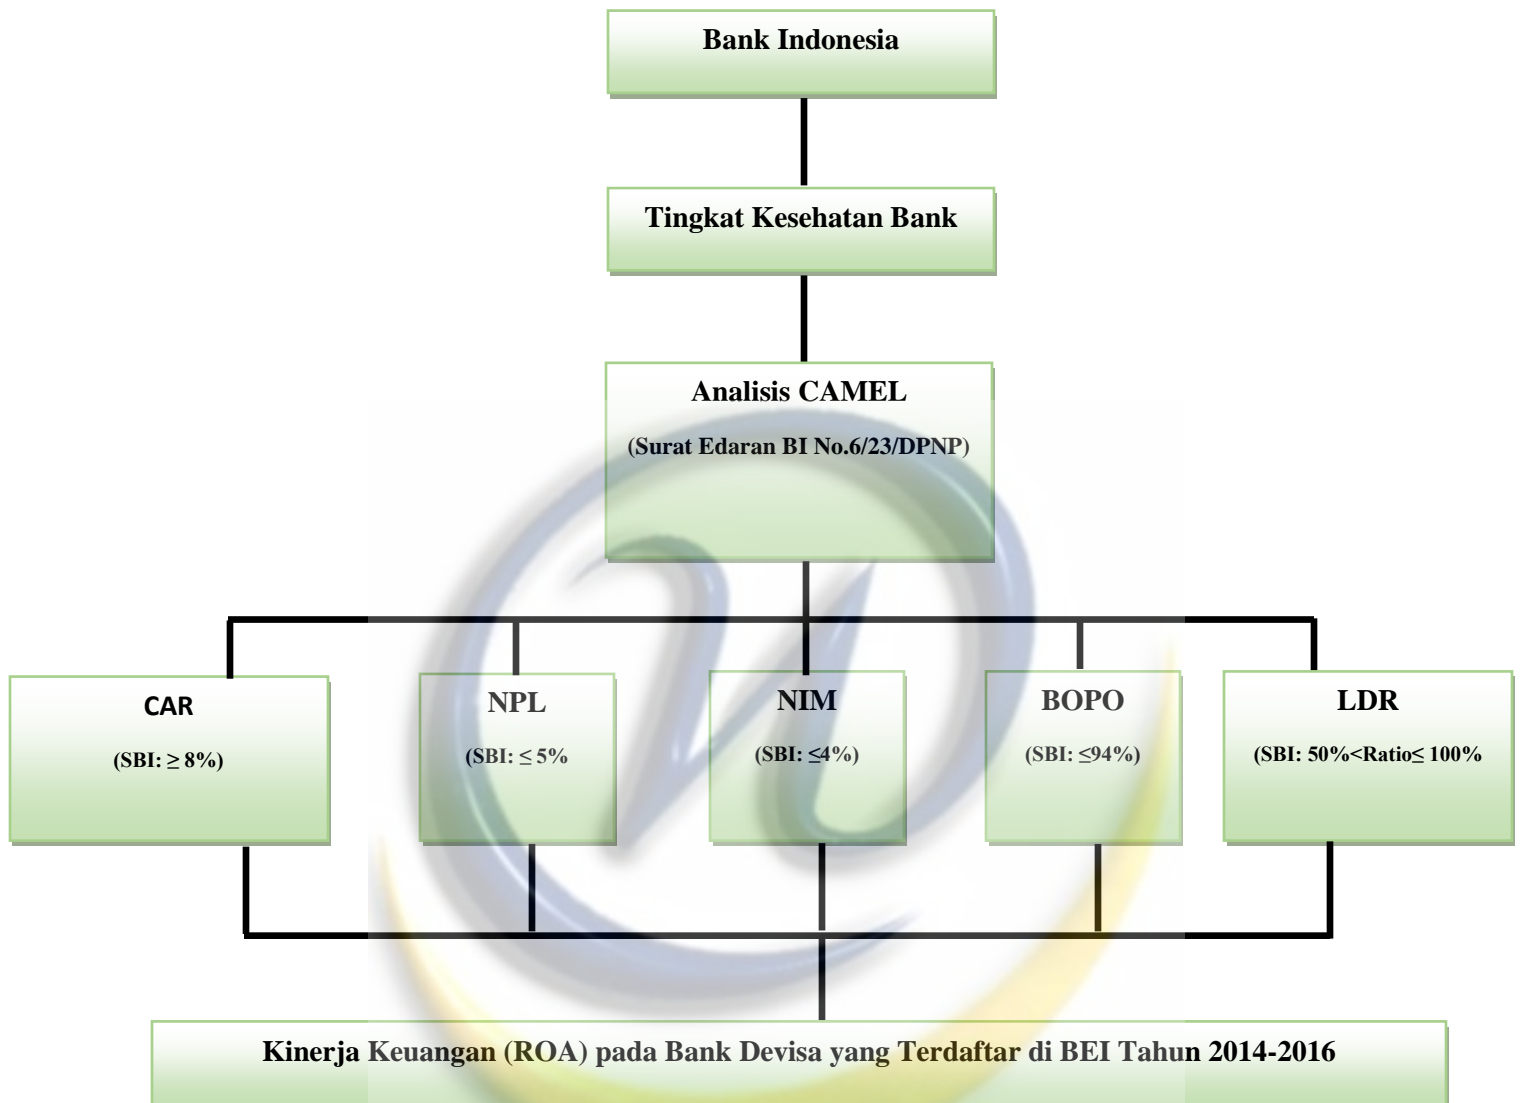 Bank Indonesia
Tingkat Kesehatan Bank
Analisis CAMEL
(Surat Edaran BI No.6/23/DPNP)
CAR
(SBI: ≥ 8%)
NPL
(SBI: ≤ 5%
NIM
(SBI: ≤4%)
BOPO
(SBI: ≤94%)
LDR
(SBI: 50%<Ratio≤ 100%
Kinerja Keuangan (ROA) pada Bank Devisa yang Terdaftar di BEI Tahun 2014-2016